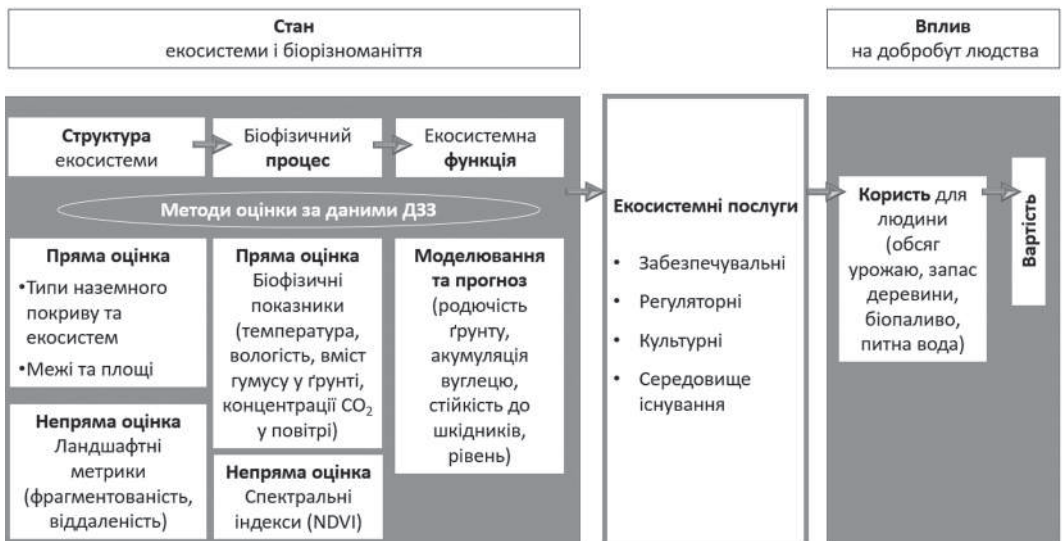 Стан
екосистеми і біорізноманіття
Вплив
на добробут людства
Структура
екосистеми
Біофізичний
процес
Екосистемна
функція
Методи оцінки за даними ДЗЗ
Пряма оцінка
•Типи наземного
покриву та
екосистем
•Межі та площі
Непряма оцінка
Ландшафтні
метрики
(фрагментованість,
віддаленість)
Пряма оцінка
Біофізичні
показники
(температура,
вологість, вміст
гумусу у ґрунті,
концентрації CO₂
у повітрі)
Непряма оцінка
Спектральні
індекси (NDVI)
Моделювання
та прогноз
(родючість
ґрунту,
акумуляція
вуглецю,
стійкість до
шкідників,
рівень)
Екосистемні послуги
• Забезпечувальні
• Регуляторні
• Культурні
• Середовище
існування
Користь для
людини
(обсяг
урожаю, запас
деревини,
біопаливо,
питна вода)
Вартість